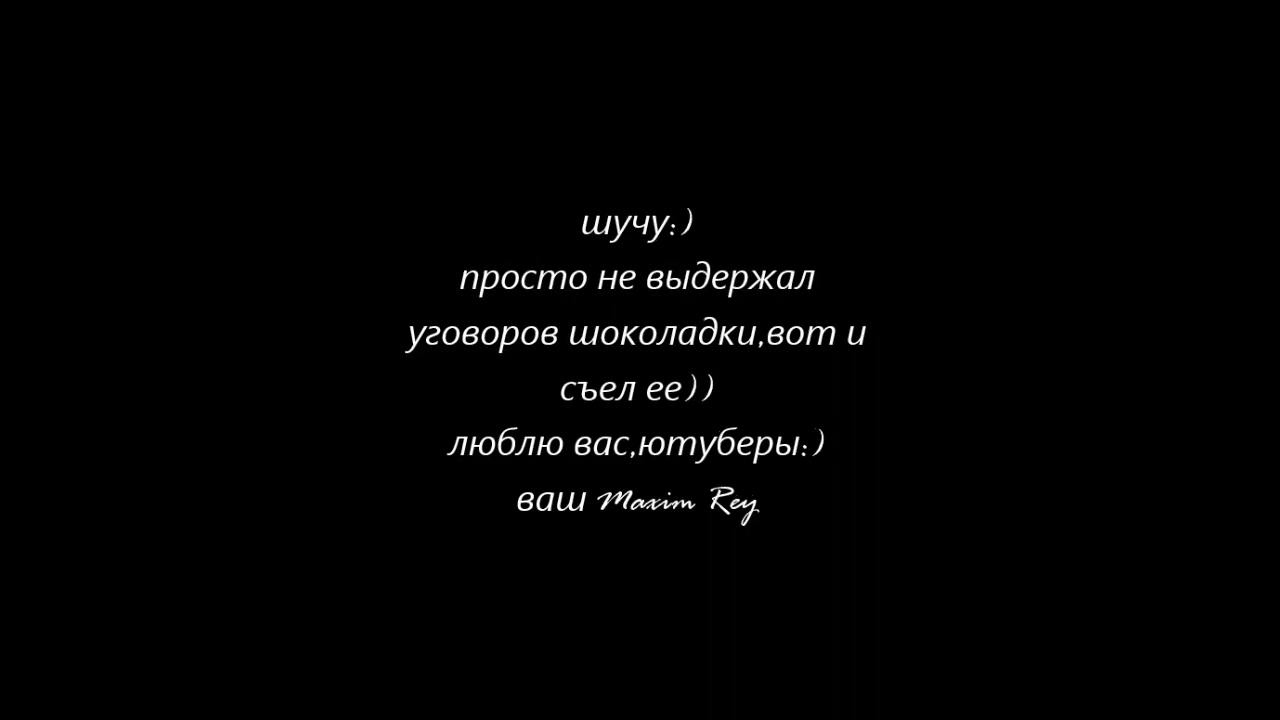 шучу:)
просто не выдержал
уговоров шоколадки,вот и
съел ее))
люблю вас,ютуберы:)
ваш Maxim Rey